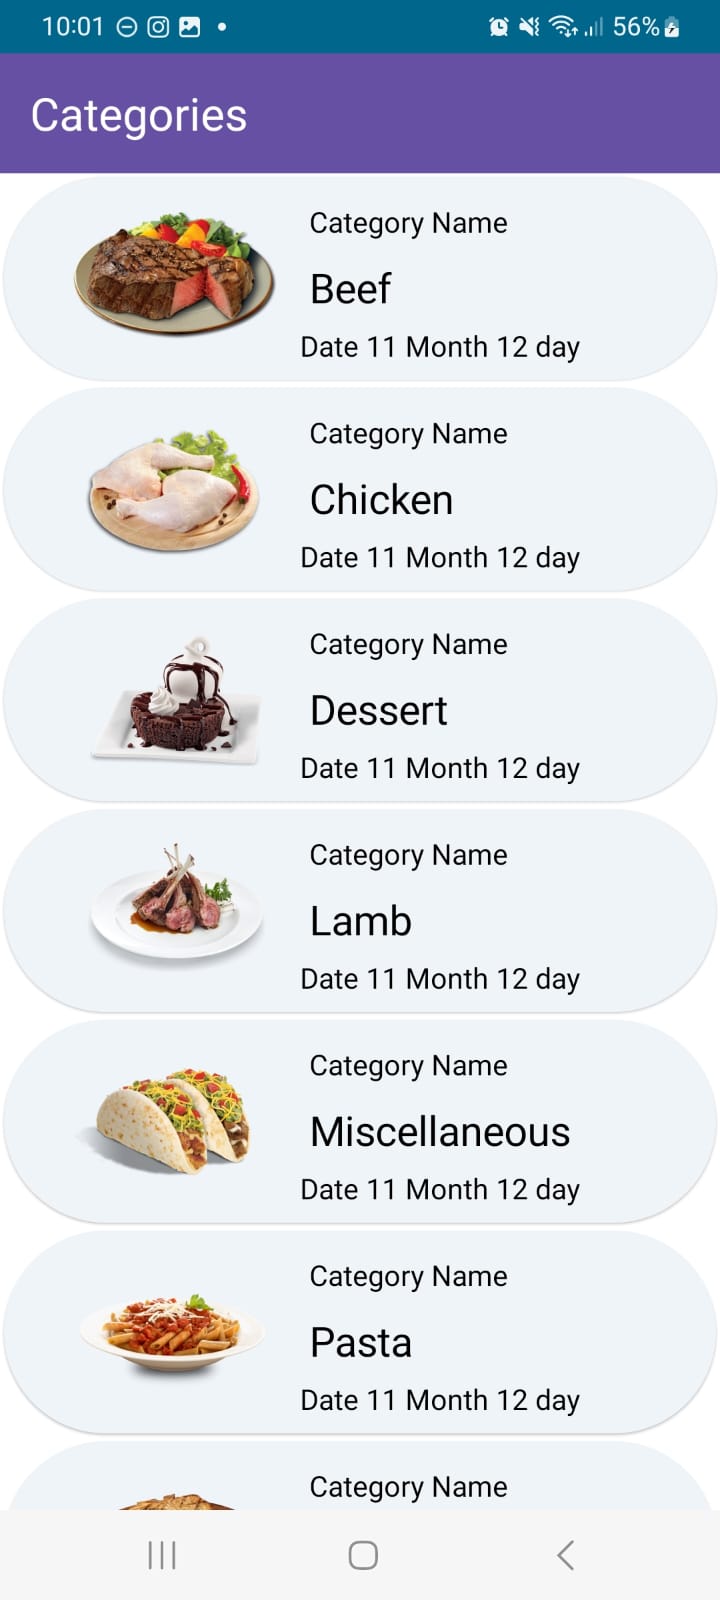 10:01 56%
Categories
Category Name
Beef
Date 11 Month 12 day
Category Name
Chicken
Date 11 Month 12 day
Category Name
Dessert
Date 11 Month 12 day
Category Name
Lamb
Date 11 Month 12 day
Category Name
Miscellaneous
Date 11 Month 12 day
Category Name
Pasta
Date 11 Month 12 day
Category Name